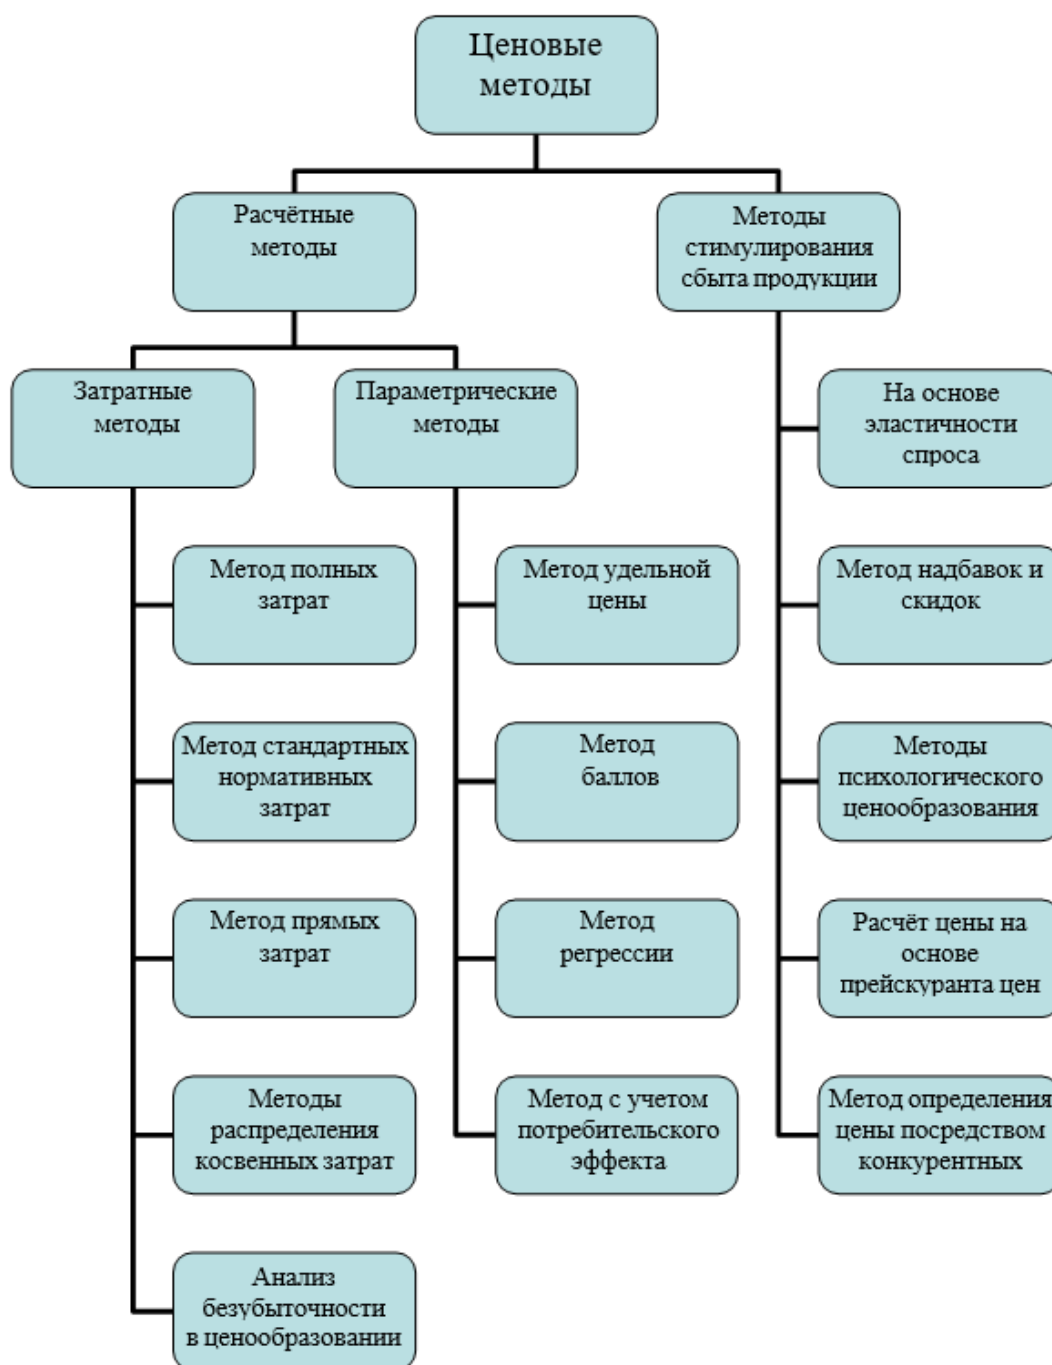 Ценовые
методы
Расчётные
методы
Методы
стимулирования
сбыта продукции
Затратные
методы
Параметрические
методы
На основе
эластичности
спроса
Метод полных
затрат
Метод удельной
цены
Метод надбавок и
скидок
Метод стандартных
нормативных
затрат
Метод
баллов
Методы
психологического
ценообразования
Метод прямых
затрат
Метод
регрессии
Расчёт цены на
основе
прейскуранта цен
Методы
распределения
косвенных затрат
Метод с учетом
потребительского
эффекта
Метод определения
цены посредством
конкурентных
Анализ
безубыточности
в ценообразовании